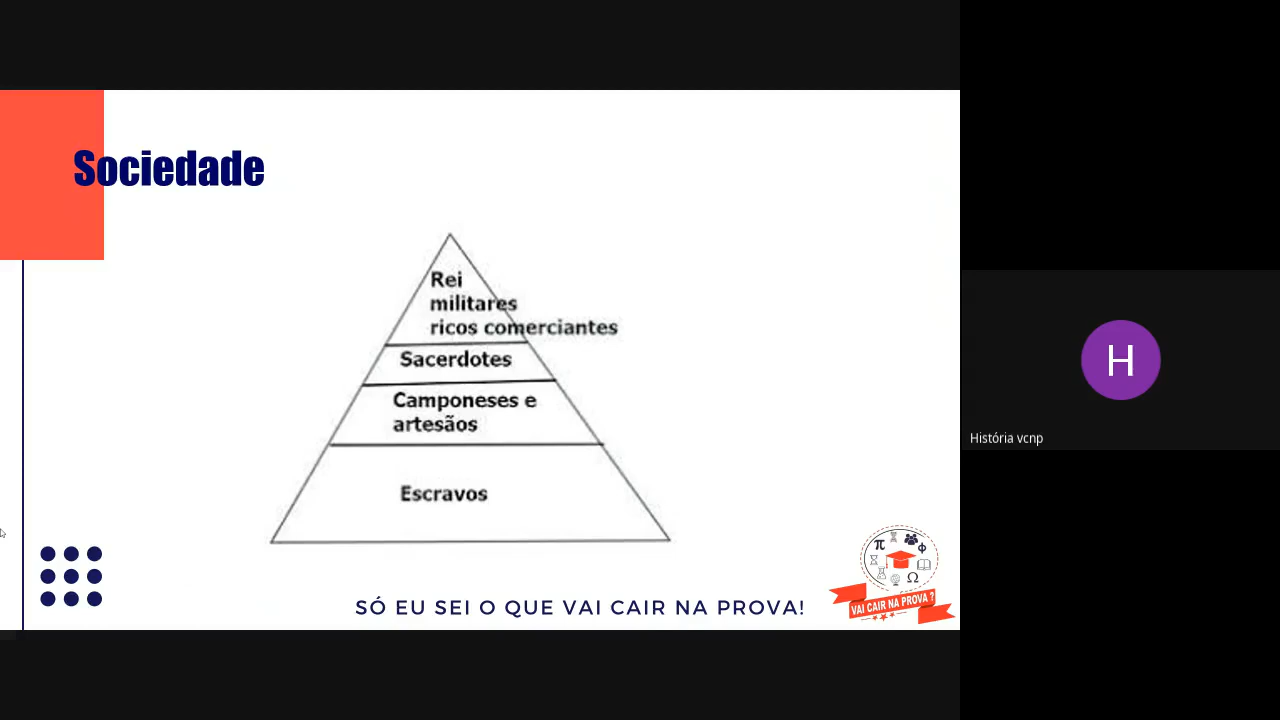 Sociedade
Rei
militares
ricos comerciantes
Sacerdotes
Camponeses e
artesãos
Escravos
SÓ EU SEI O QUE VAI CAIR NA PROVA!
π
Φ
Ω
VAI CAIR NA PROVA ?
H
História vcnp